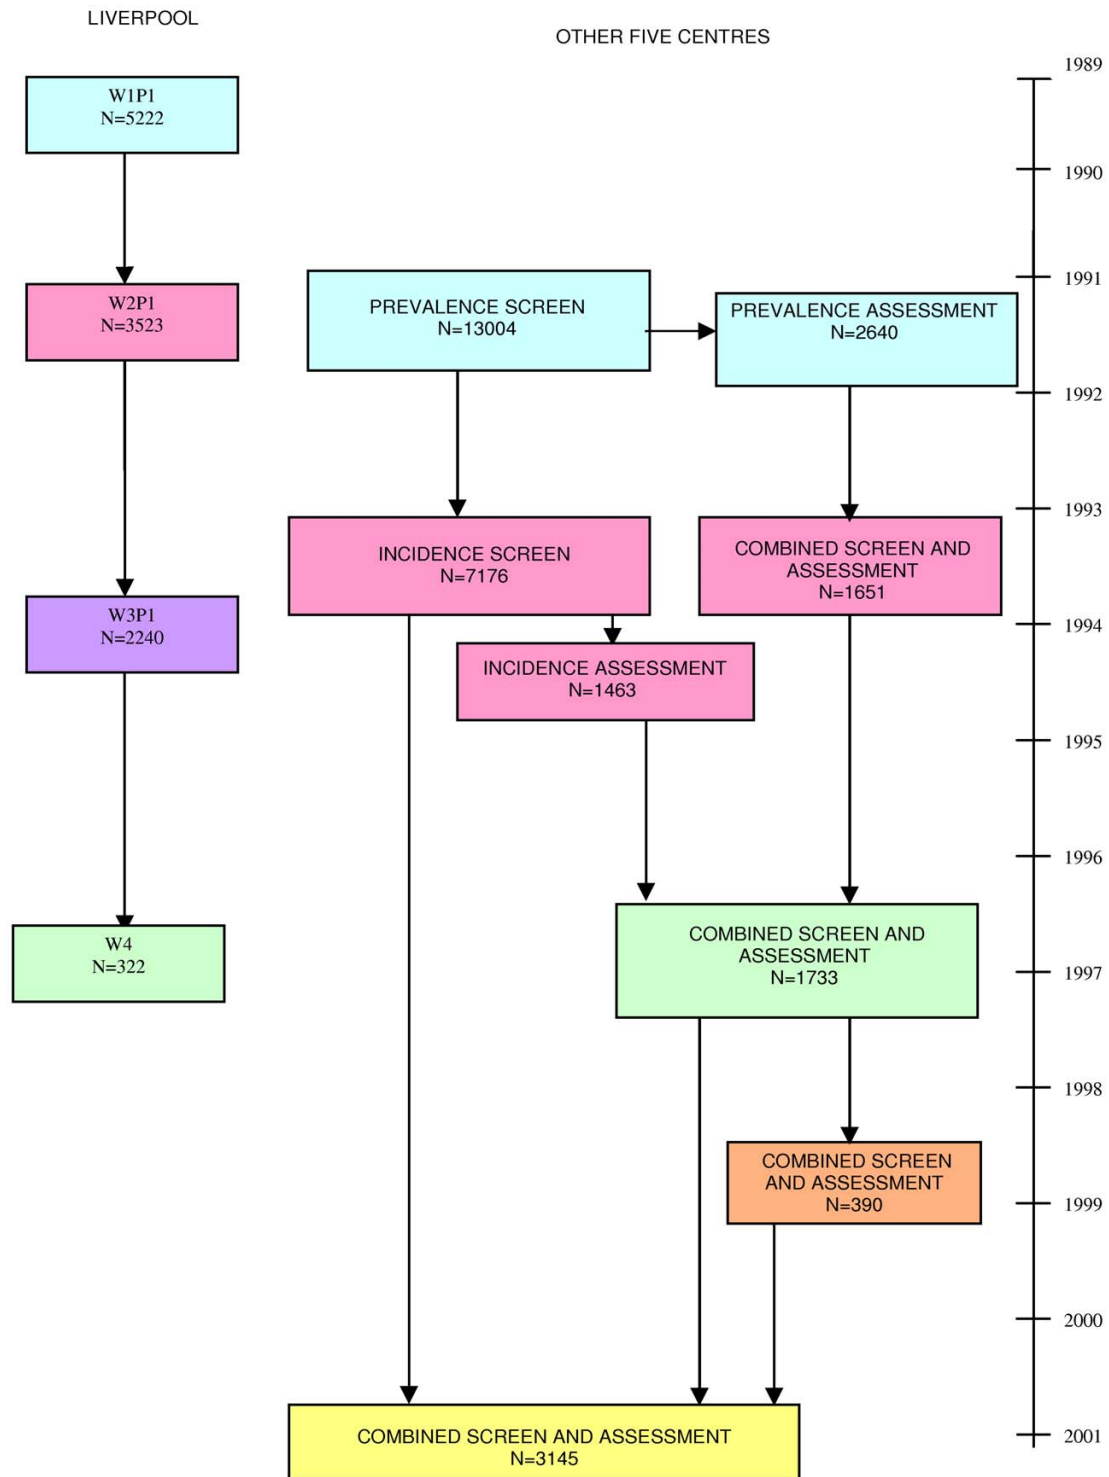 LIVERPOOL
OTHER FIVE CENTRES
W1P1
N=5222
W2P1
N=3523
W3P1
N=2240
W4
N=322
PREVALENCE SCREEN
N=13004
PREVALENCE ASSESSMENT
N=2640
INCIDENCE SCREEN
N=7176
COMBINED SCREEN AND
ASSESSMENT
N=1651
INCIDENCE ASSESSMENT
N=1463
COMBINED SCREEN AND
ASSESSMENT
N=1733
COMBINED SCREEN
AND ASSESSMENT
N=390
COMBINED SCREEN AND ASSESSMENT
N=3145
1989
1990
1991
1992
1993
1994
1995
1996
1997
1998
1999
2000
2001